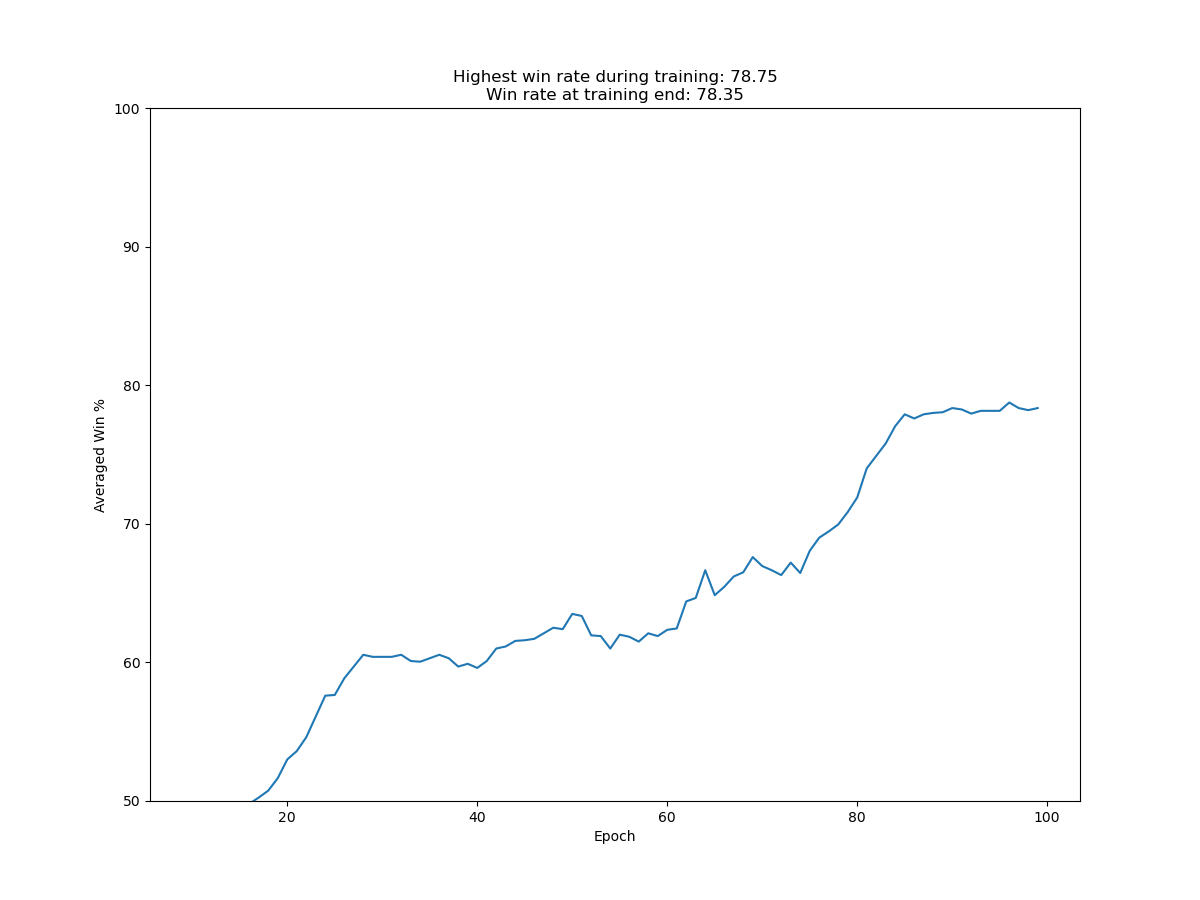 Highest win rate during training: 78.75
Win rate at training end: 78.35
100
90
80
70
60
50
Averaged Win %
20 40 60 80 100
Epoch